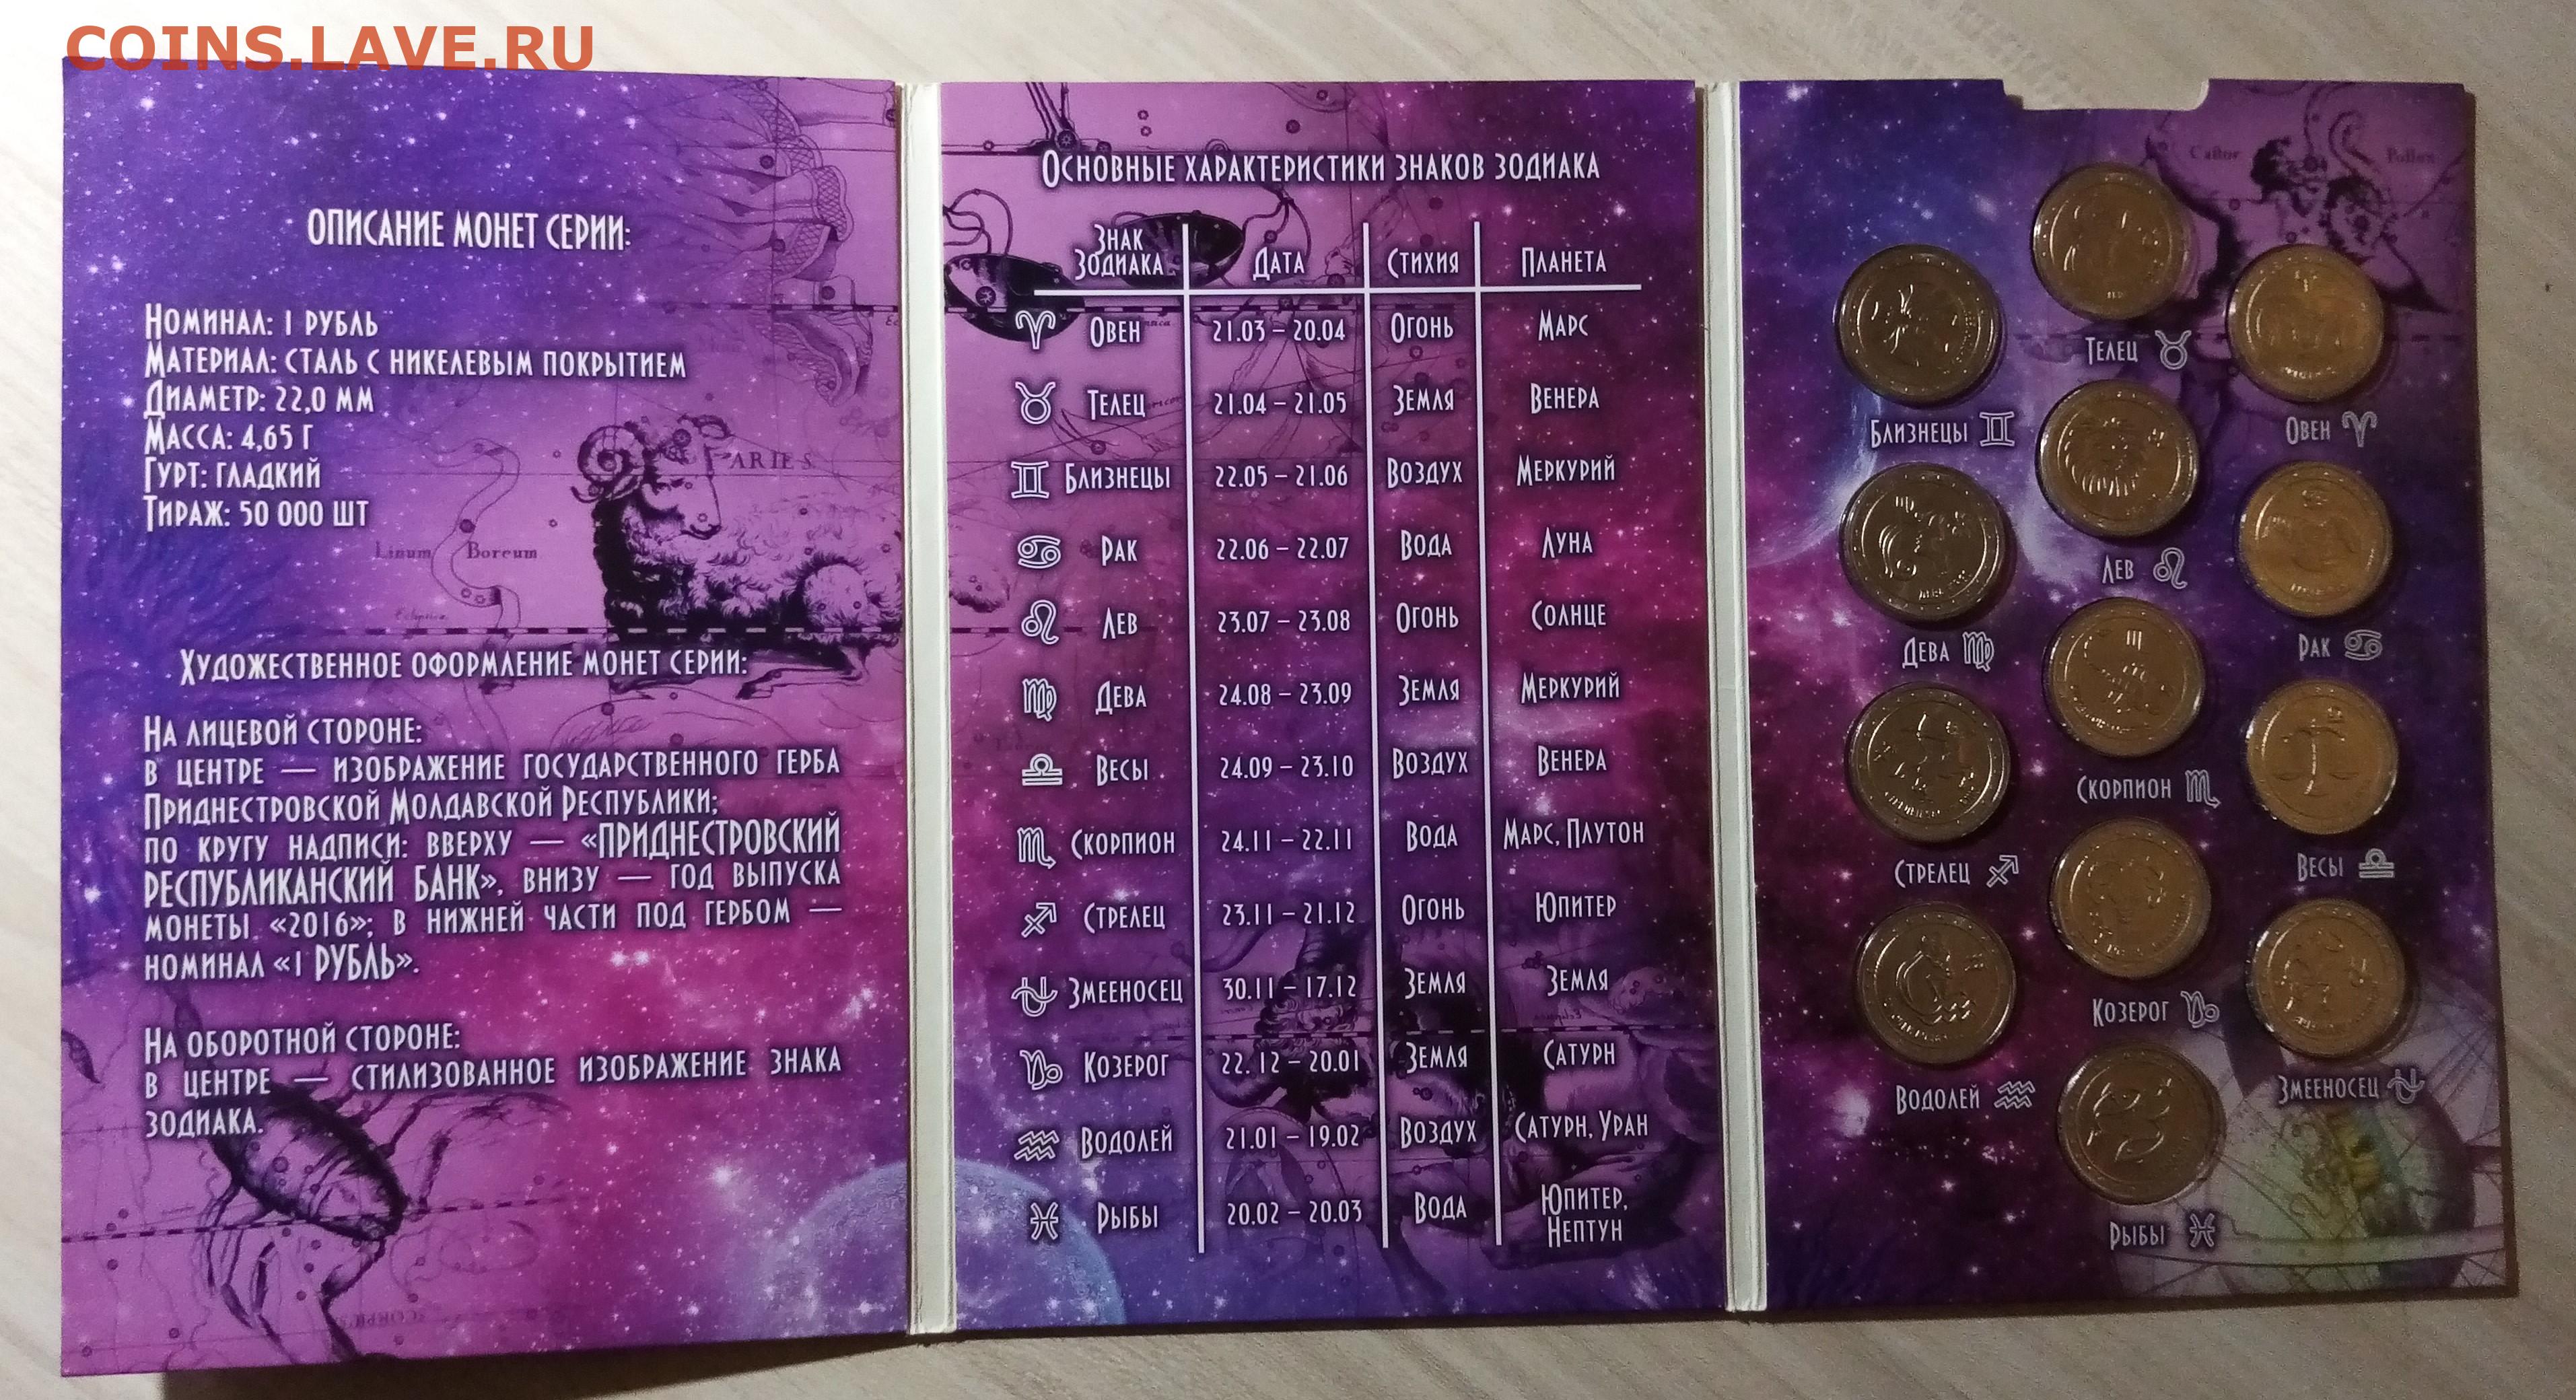 COINS.LAVE.RU
ОПИСАНИЕ МОНЕТ СЕРИИ:
НОМИНАЛ: 1 РУБЛЬ
МАТЕРИАЛ: СТАЛЬ С НИКЕЛЕВЫМ ПОКРЫТИЕМ
ДИАМЕТР: 22,0 ММ
МАССА: 4,65 Г
ГУРТ: ГЛАДКИЙ
ТИРАЖ: 50 000 ШТ
ARIES
Linum Boreum
ХУДОЖЕСТВЕННОЕ ОФОРМЛЕНИЕ МОНЕТ СЕРИИ:
НА ЛИЦЕВОЙ СТОРОНЕ:
В ЦЕНТРЕ — ИЗОБРАЖЕНИЕ ГОСУДАРСТВЕННОГО ГЕРБА
ПРИДНЕСТРОВСКОЙ МОЛДАВСКОЙ РЕСПУБЛИКИ;
ПО КРУГУ НАДПИСИ: ВВЕРХУ — «ПРИДНЕСТРОВСКИЙ
РЕСПУБЛИКАНСКИЙ БАНК», ВНИЗУ — ГОД ВЫПУСКА
МОНЕТЫ «2016»; В НИЖНЕЙ ЧАСТИ ПОД ГЕРБОМ —
НОМИНАЛ «1 РУБЛЬ».
НА ОБОРОТНОЙ СТОРОНЕ:
В ЦЕНТРЕ — СТИЛИЗОВАННОЕ ИЗОБРАЖЕНИЕ ЗНАКА
ЗОДИАКА.
ОСНОВНЫЕ ХАРАКТЕРИСТИКИ ЗНАКОВ ЗОДИАКА
ЗНАК
ЗОДИАКА ДАТА СТИХИЯ ПЛАНЕТА
ОВЕН 21.03 – 20.04 ОГОНЬ МАРС
ТЕЛЕЦ 21.04 – 21.05 ЗЕМЛЯ ВЕНЕРА
БЛИЗНЕЦЫ 22.05 – 21.06 ВОЗДУХ МЕРКУРИЙ
РАК 22.06 – 22.07 ВОДА ЛУНА
ЛЕВ 23.07 – 23.08 ОГОНЬ СОЛНЦЕ
ДЕВА 24.08 – 23.09 ЗЕМЛЯ МЕРКУРИЙ
ВЕСЫ 24.09 – 23.10 ВОЗДУХ ВЕНЕРА
СКОРПИОН 24.11 – 22.11 ВОДА МАРС, ПЛУТОН
СТРЕЛЕЦ 23.11 – 21.12 ОГОНЬ ЮПИТЕР
ЗМЕЕНОСЕЦ 30.11 – 17.12 ЗЕМЛЯ ЗЕМЛЯ
КОЗЕРОГ 22.12 – 20.01 ЗЕМЛЯ САТУРН
ВОДОЛЕЙ 21.01 – 19.02 ВОЗДУХ САТУРН, УРАН
РЫБЫ 20.02 – 20.03 ВОДА ЮПИТЕР,
НЕПТУН
Castor Pollux
ТЕЛЕЦ
БЛИЗНЕЦЫ
ОВЕН
ЛЕВ
ДЕВА
РАК
СКОРПИОН
СТРЕЛЕЦ
ВЕСЫ
КОЗЕРОГ
ВОДОЛЕЙ
ЗМЕЕНОСЕЦ
РЫБЫ